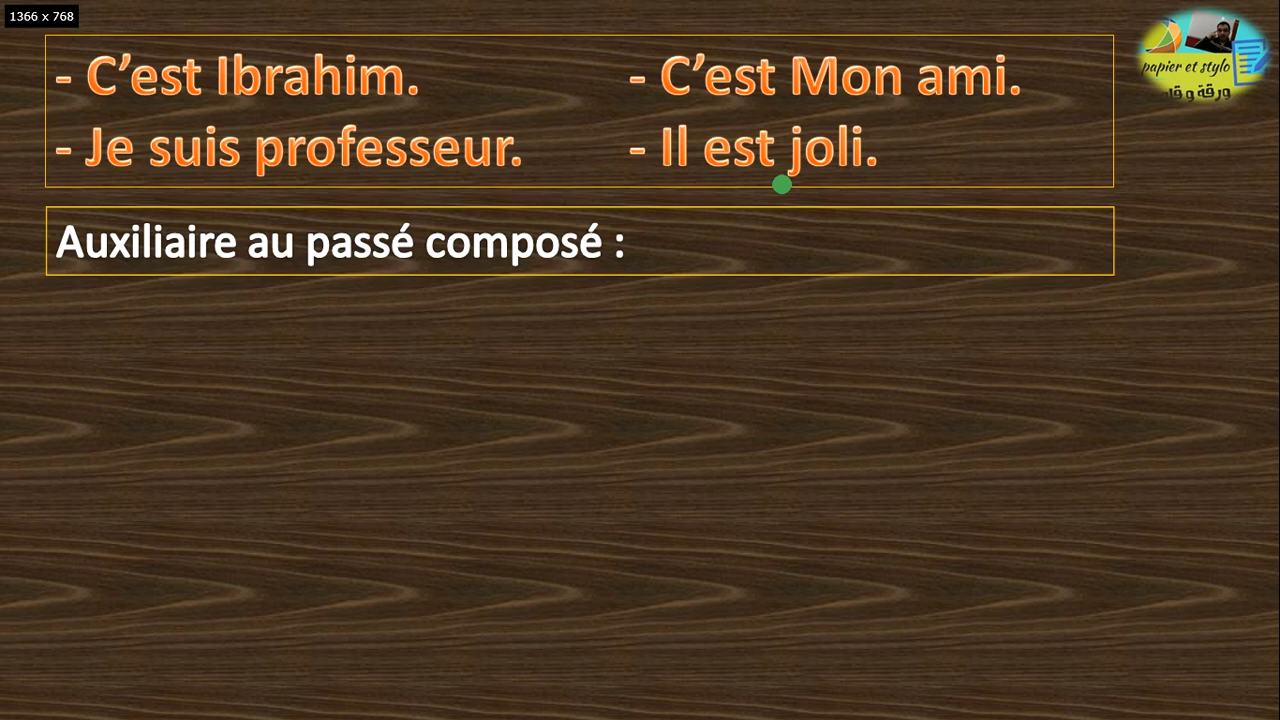 1366 x 768
- C’est Ibrahim.
- C’est Mon ami.
- Je suis professeur.
- Il est joli.
Auxiliaire au passé composé :
papier et stylo
ورقة و